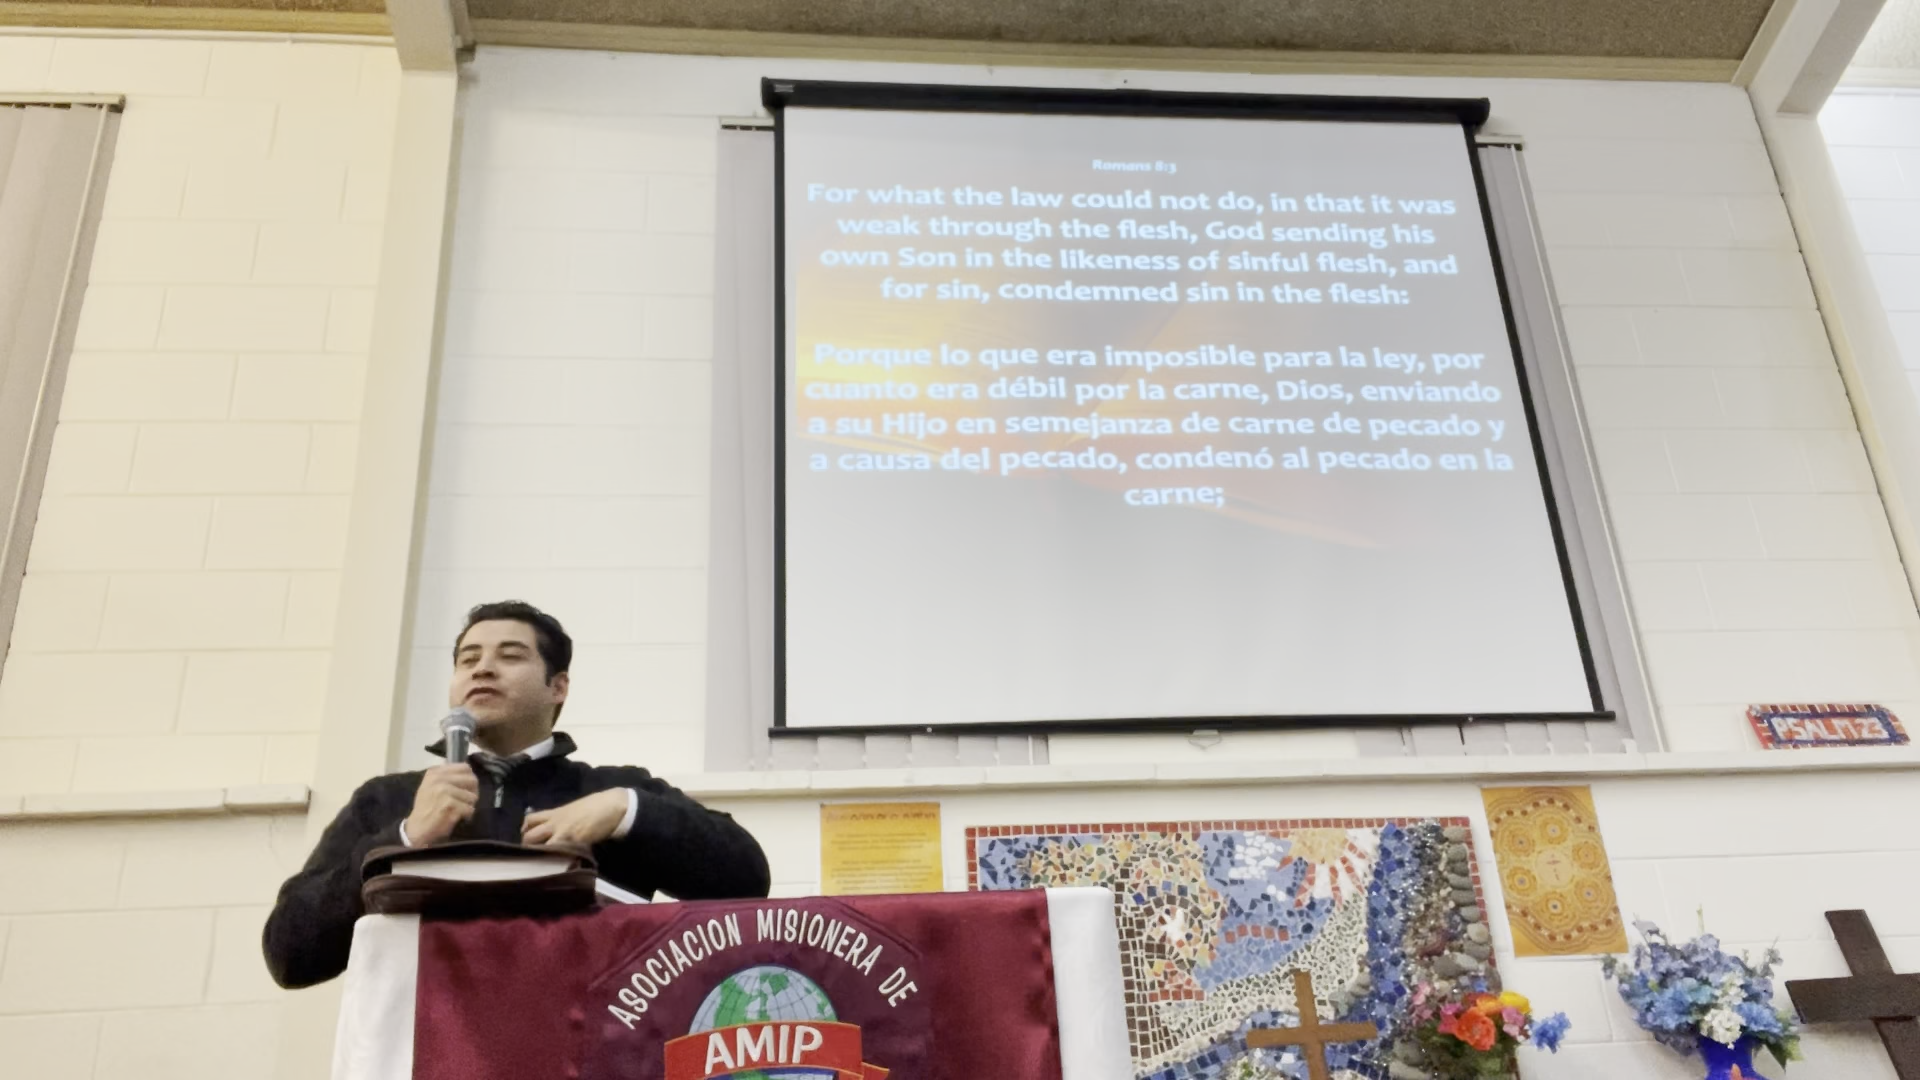 Romans 8:3
For what the law could not do, in that it was
weak through the flesh, God sending his
own Son in the likeness of sinful flesh, and
for sin, condemned sin in the flesh:
Porque lo que era imposible para la ley, por
cuanto era débil por la carne, Dios, enviando
a su Hijo en semejanza de carne de pecado y
a causa del pecado, condenó al pecado en la
carne;
PSALM 23
ASOCIACION MISIONERA DE
AMIP